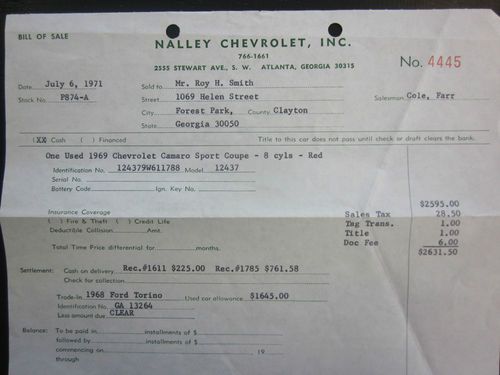 BILL OF SALE
NALLEY CHEVROLET, INC.
766-1661
2555 STEWART AVE., S. W. ATLANTA, GEORGIA 30315
No. 4445
Date July 6, 1971 Sold to Mr. Roy H. Smith
Stock No. P874-A Street 1069 Helen Street Salesman Cole, Farr
City Forest Park, County Clayton
State Georgia 30050
(XX Cash ( ) Financed Title to this car does not pass until check or draft clears the bank.
One Used 1969 Chevrolet Camaro Sport Coupe - 8 cyls - Red
Identification No. 124379W611788 Model 12437
Serial No.
Battery Code Ign. Key No.
$2595.00
Insurance Coverage Sales Tax 28.50
( ) Fire & Theft ( ) Credit Life Tag Trans. 1.00
Deductible Collision Amt. Title 1.00
Doc Fee 6.00
Total Time Price differential for months. $2631.50
Settlement: Cash on delivery Rec.#1611 $225.00 Rec.#1785 $761.58
Check for collection
Trade-In 1968 Ford Torino Used car allowance $1645.00
Identification No. GA 13264
Less amount due CLEAR
Balance: To be paid in installments of $
followed by installments of $
commencing on 19
through